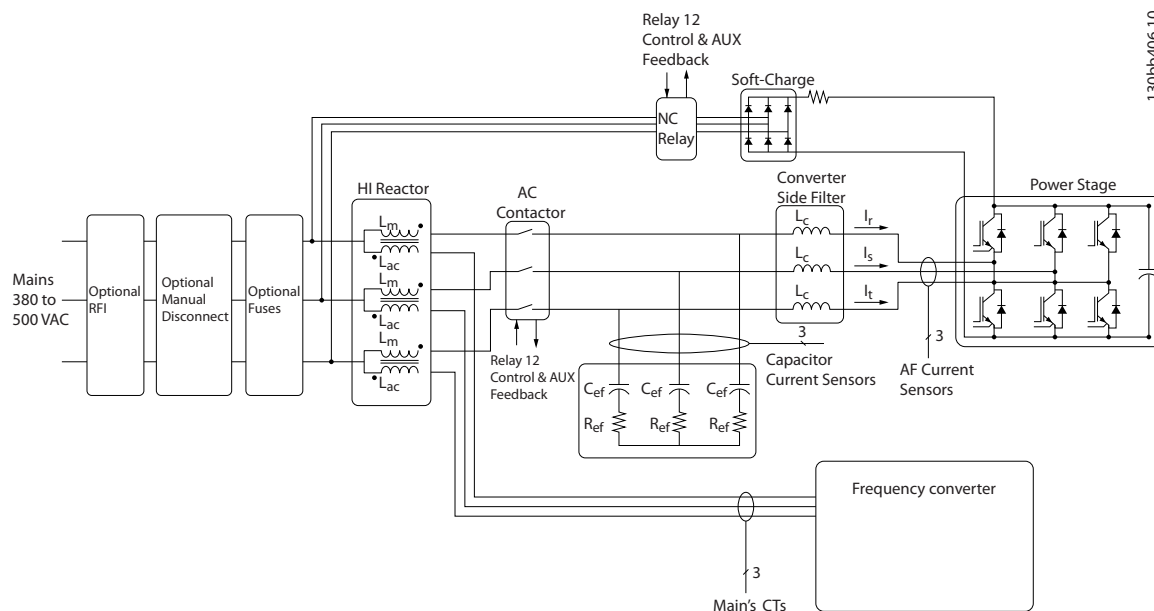 130bb406.10
Relay 12
Control & AUX
Feedback
Soft-Charge
NC
Relay
HI Reactor
AC
Contactor
Converter
Side Filter
Power Stage
Mains
380 to
500 VAC
Optional
RFI
Optional
Manual
Disconnect
Optional
Fuses
Lm
Lac
Lm
Lac
Lm
Lac
Lc
Lc
Lc
Ir
Is
It
Relay 12
Control & AUX
Feedback
3
Capacitor
Current Sensors
3
AF Current
Sensors
Cef
Cef
Cef
Ref
Ref
Ref
Frequency converter
3
Main's CTs